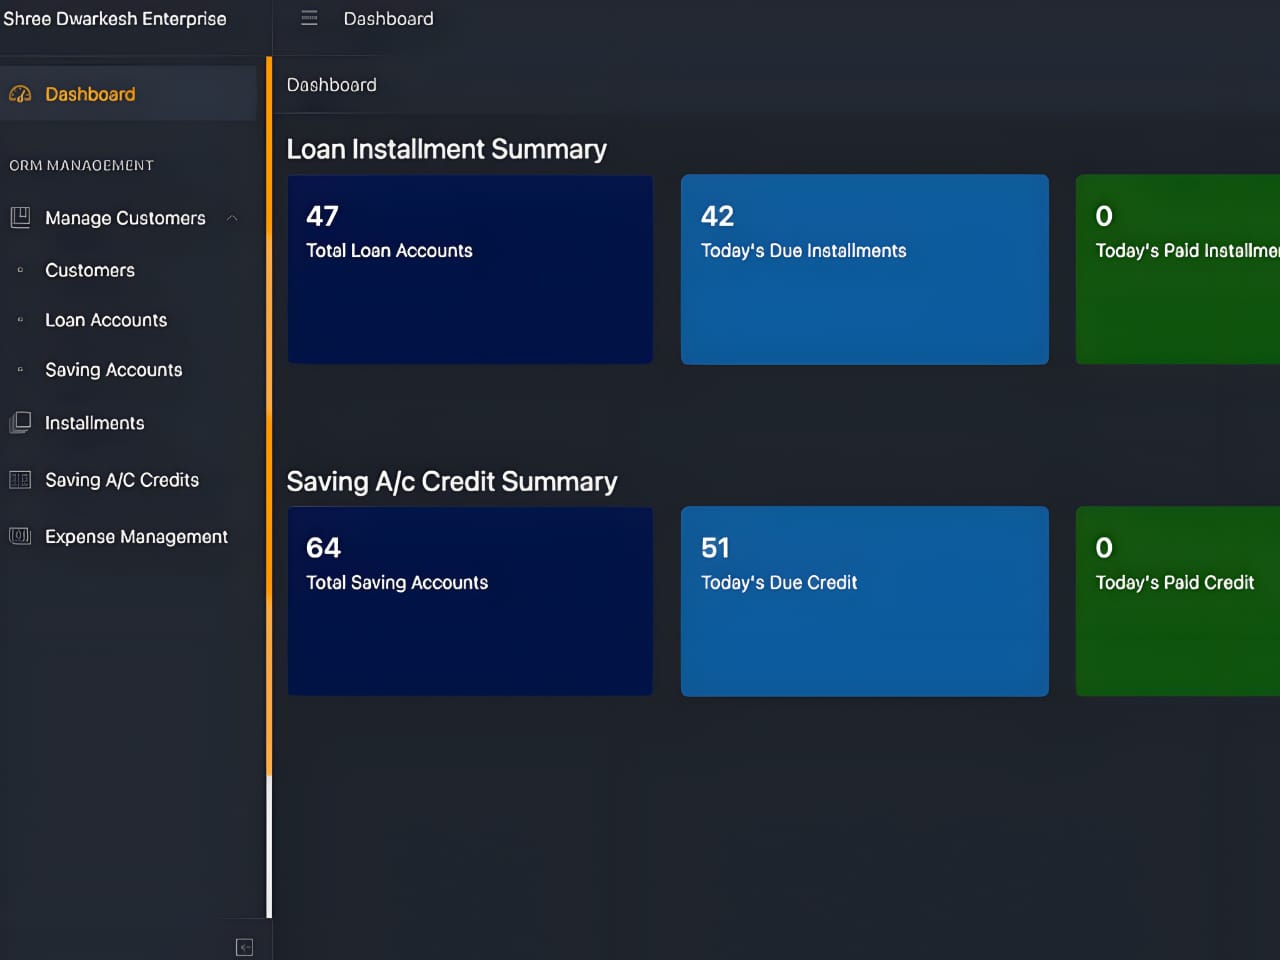 Shree Dwarkesh Enterprise
Dashboard
Dashboard
ORM MANAOEMENT
Manage Customers
Customers
Loan Accounts
Saving Accounts
Installments
Saving A/C Credits
Expense Management
Dashboard
Loan Installment Summary
47
Total Loan Accounts
42
Today's Due Installments
0
Today's Paid Installme
Saving A/c Credit Summary
64
Total Saving Accounts
51
Today's Due Credit
0
Today's Paid Credit